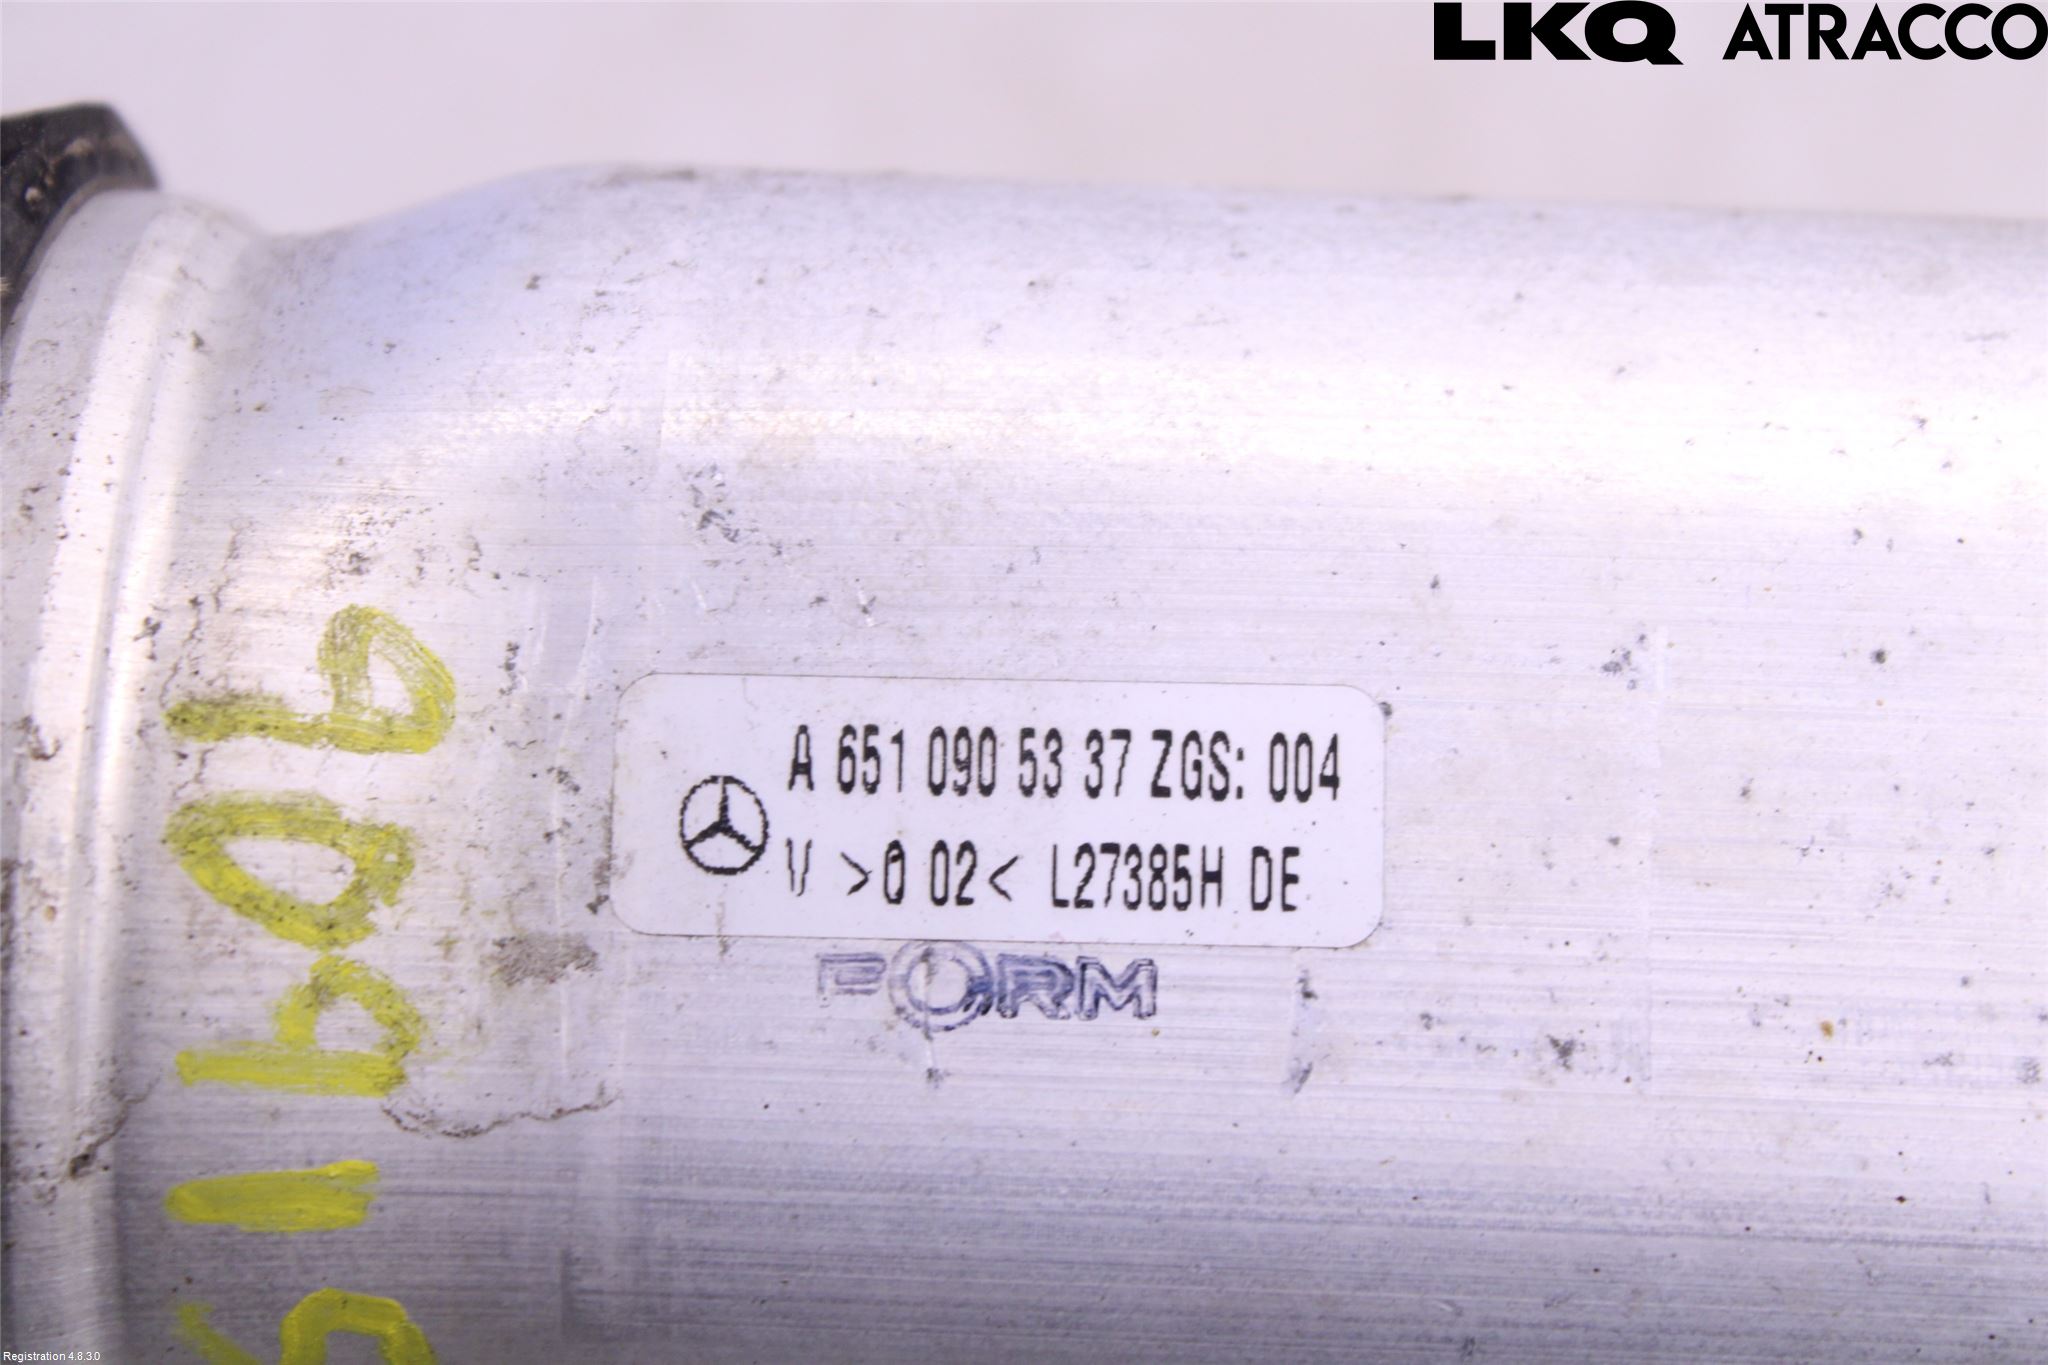 LKQ ATRACCO
A 651 090 53 37 ZGS: 004
V >0 02< L27385H DE
FORM
Registration 4.8.3.0